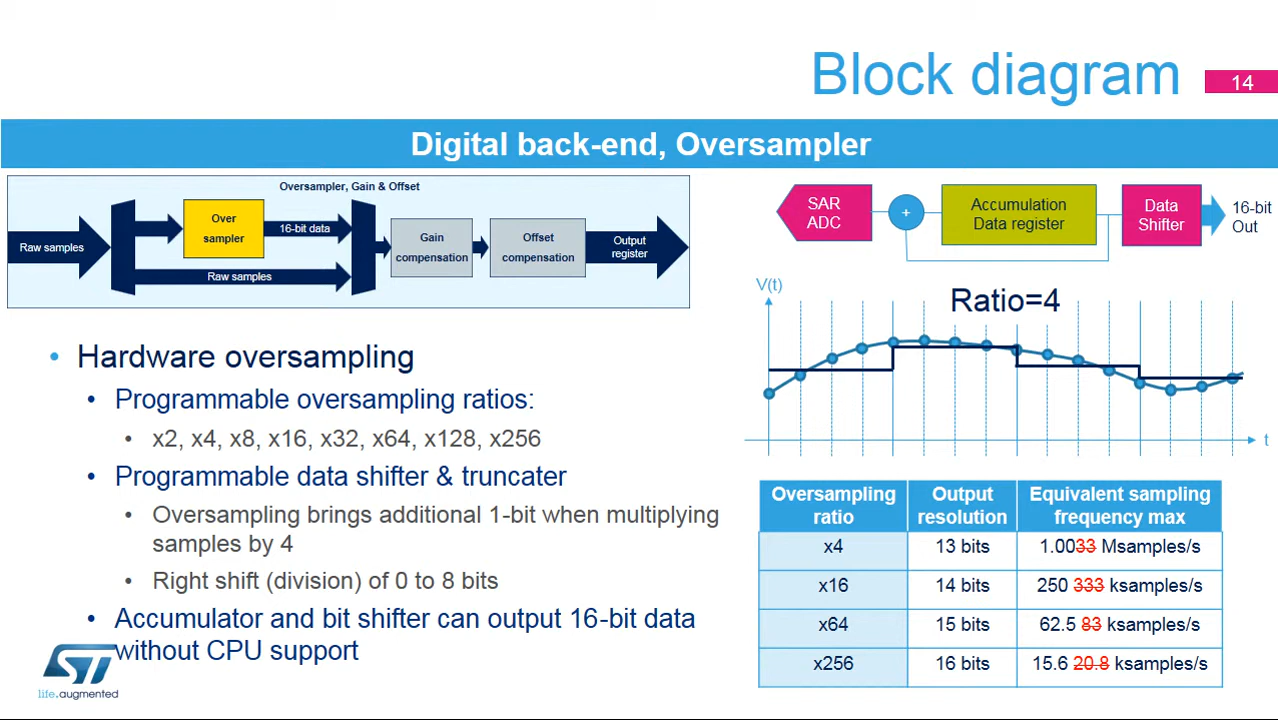 Block diagram
14
Digital back-end, Oversampler
Oversampler, Gain & Offset
Raw samples
Over
sampler
16-bit data
Raw samples
Gain
compensation
Offset
compensation
Output
register
SAR
ADC
+
Accumulation
Data register
Data
Shifter
16-bit
Out
V(t)
Ratio=4
t
• Hardware oversampling
• Programmable oversampling ratios:
• x2, x4, x8, x16, x32, x64, x128, x256
• Programmable data shifter & truncater
• Oversampling brings additional 1-bit when multiplying
samples by 4
• Right shift (division) of 0 to 8 bits
• Accumulator and bit shifter can output 16-bit data
without CPU support
Oversampling ratio Output resolution Equivalent sampling frequency max
x4 13 bits 1.0033 Msamples/s
x16 14 bits 250 333 ksamples/s
x64 15 bits 62.5 83 ksamples/s
x256 16 bits 15.6 20.8 ksamples/s
ST
life.augmented